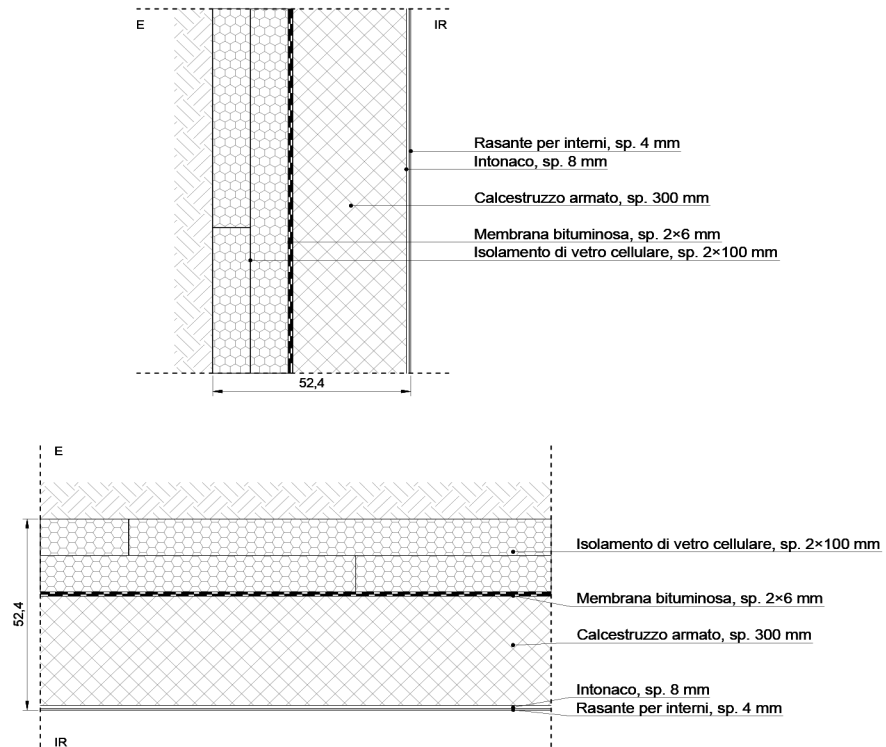 E
IR
Rasante per interni, sp. 4 mm
Intonaco, sp. 8 mm
Calcestruzzo armato, sp. 300 mm
Membrana bituminosa, sp. 2×6 mm
Isolamento di vetro cellulare, sp. 2×100 mm
52,4
E
Isolamento di vetro cellulare, sp. 2×100 mm
Membrana bituminosa, sp. 2×6 mm
52,4
Calcestruzzo armato, sp. 300 mm
Intonaco, sp. 8 mm
Rasante per interni, sp. 4 mm
IR